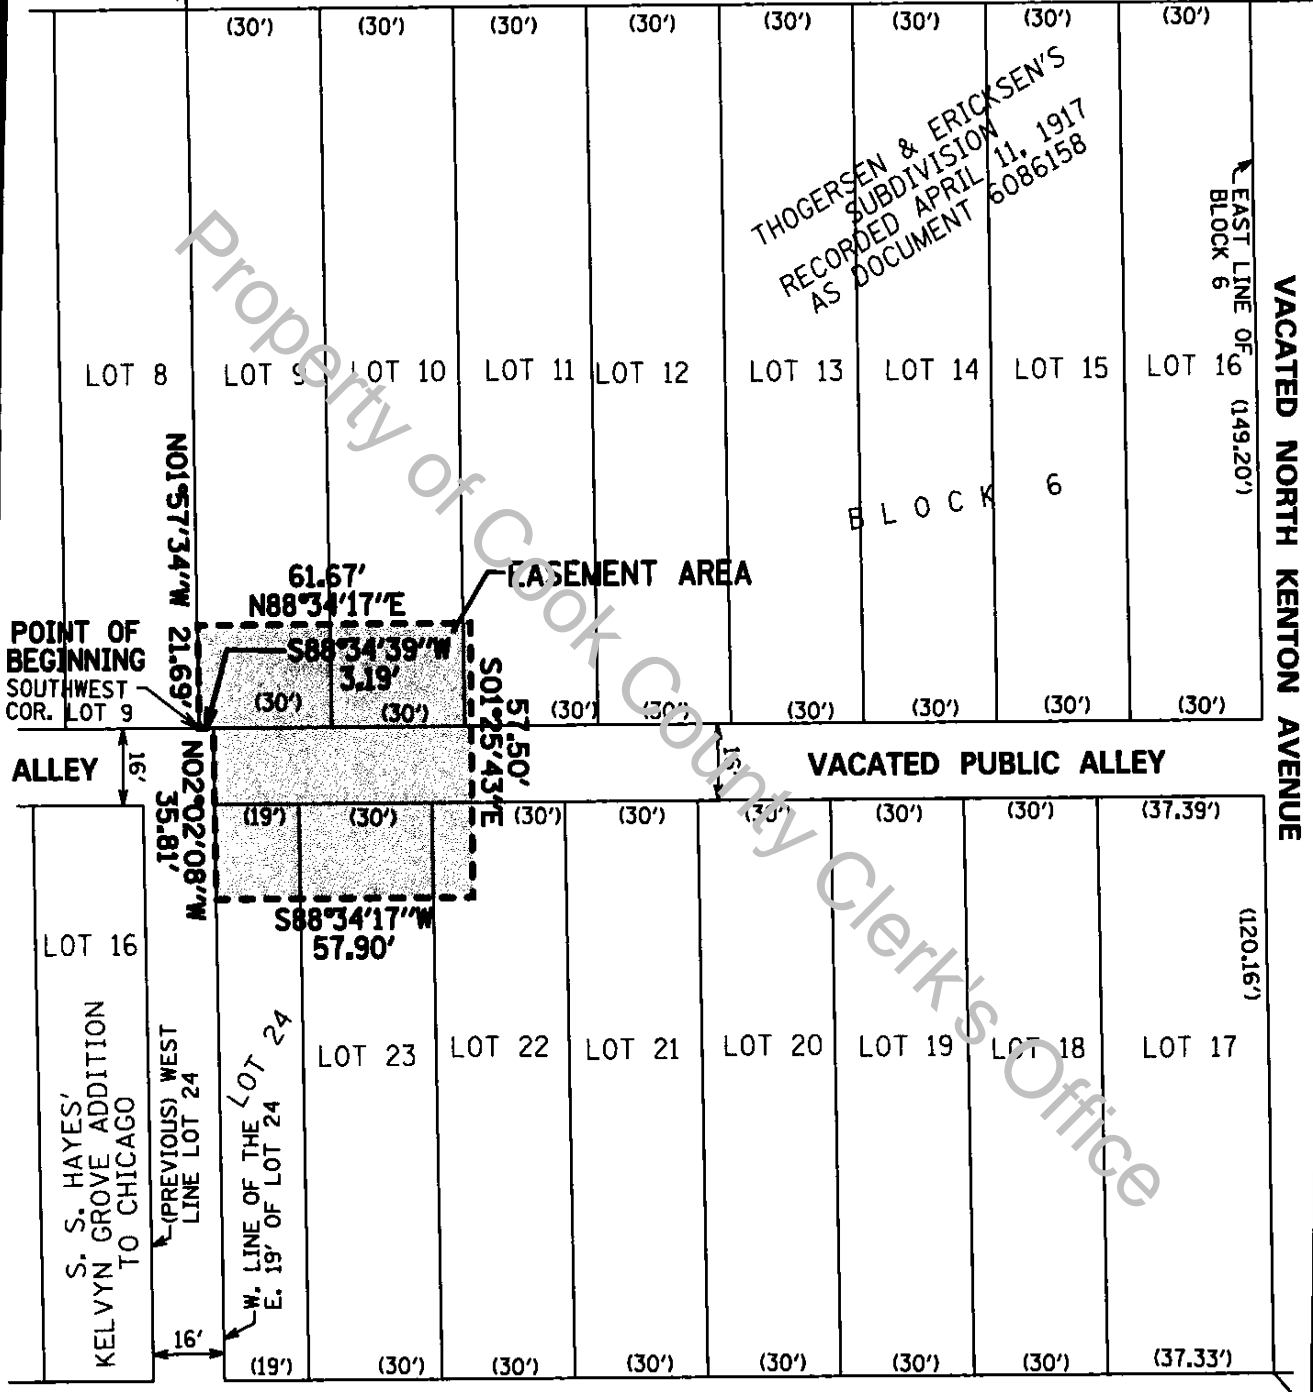 (30') (30') (30') (30') (30') (30') (30') (30')
THOGERSEN & ERICKSEN'S
SUBDIVISION
RECORDED APRIL 11, 1917
AS DOCUMENT 6086158
EAST LINE OF
BLOCK 6
(149.20')
VACATED NORTH KENTON AVENUE
LOT 8 LOT 9 LOT 10 LOT 11 LOT 12 LOT 13 LOT 14 LOT 15 LOT 16
BLOCK 6
N01°57'34"W 21.69'
61.67'
N88°34'17"E
EASEMENT AREA
POINT OF
BEGINNING
SOUTHWEST
COR. LOT 9
S88°34'39"W
3.19'
(30') (30') (30') (30') (30') (30') (30') (30')
57.50'
S01°25'43"E
ALLEY
16'
N02°02'08"W
35.81'
16'
VACATED PUBLIC ALLEY
(19') (30') (30') (30') (30') (30') (30') (37.39')
S88°34'17"W
57.90'
(120.16')
LOT 16
S. S. HAYES'
KELVYN GROVE ADDITION
TO CHICAGO
(PREVIOUS) WEST
LINE LOT 24
W. LINE OF THE
E. 19' OF LOT 24
LOT 24
LOT 23 LOT 22 LOT 21 LOT 20 LOT 19 LOT 18 LOT 17
16'
(19') (30') (30') (30') (30') (30') (30') (37.33')
Property of Cook County Clerk's Office